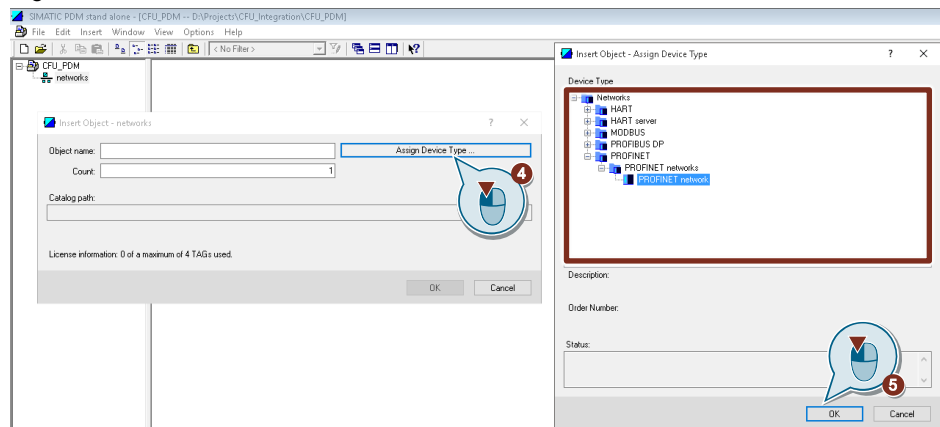 SIMATIC PDM stand alone - [CFU_PDM -- D:\Projects\CFU_Integration\CFU_PDM]
File Edit Insert Window View Options Help
< No Filter >
CFU_PDM
networks
Insert Object - networks
Object name:
Assign Device Type ...
Count:
1
4
Catalog path:
License information: 0 of a maximum of 4 TAGs used.
OK Cancel
Insert Object - Assign Device Type
Device Type
Networks
HART
HART server
MODBUS
PROFIBUS DP
PROFINET
PROFINET networks
PROFINET network
Description:
Order Number:
Status:
5
OK Cancel